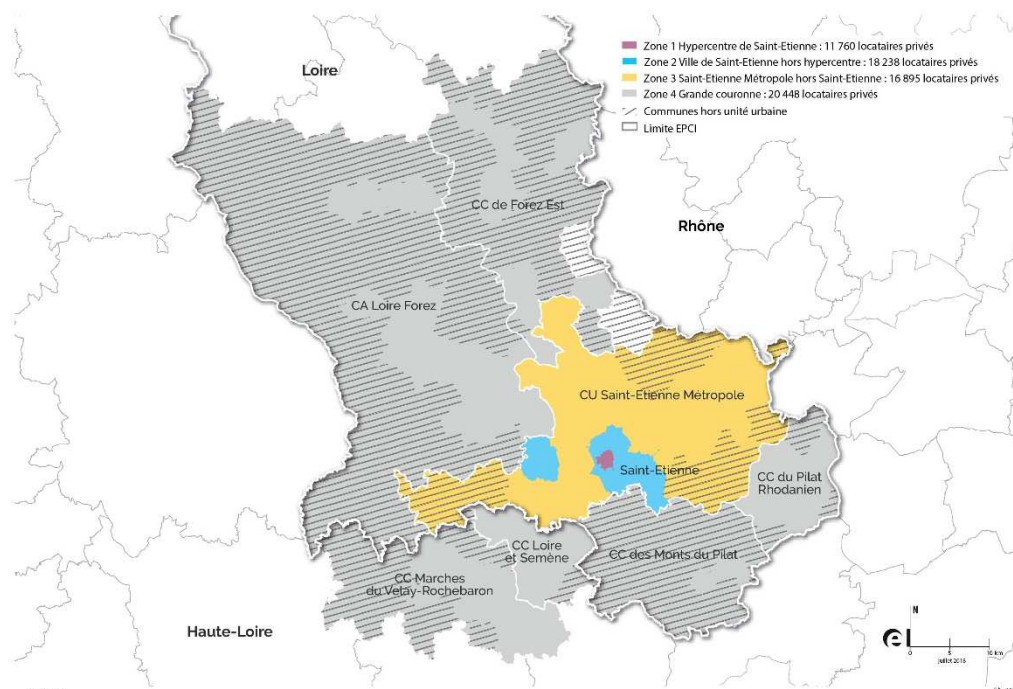 Zone 1 Hypercentre de Saint-Etienne : 11 760 locataires privés
Zone 2 Ville de Saint-Etienne hors hypercentre : 18 238 locataires privés
Zone 3 Saint-Etienne Métropole hors Saint-Etienne : 16 895 locataires privés
Zone 4 Grande couronne : 20 448 locataires privés
Communes hors unité urbaine
Limite EPCI
Loire
CC de Forez Est
Rhône
CA Loire Forez
CU Saint-Etienne Métropole
Saint-Etienne
CC du Pilat
Rhodanien
CC Loire
et Semène
CC des Monts du Pilat
CC Marches
du Velay-Rochebaron
Haute-Loire
N
0 5 10 km